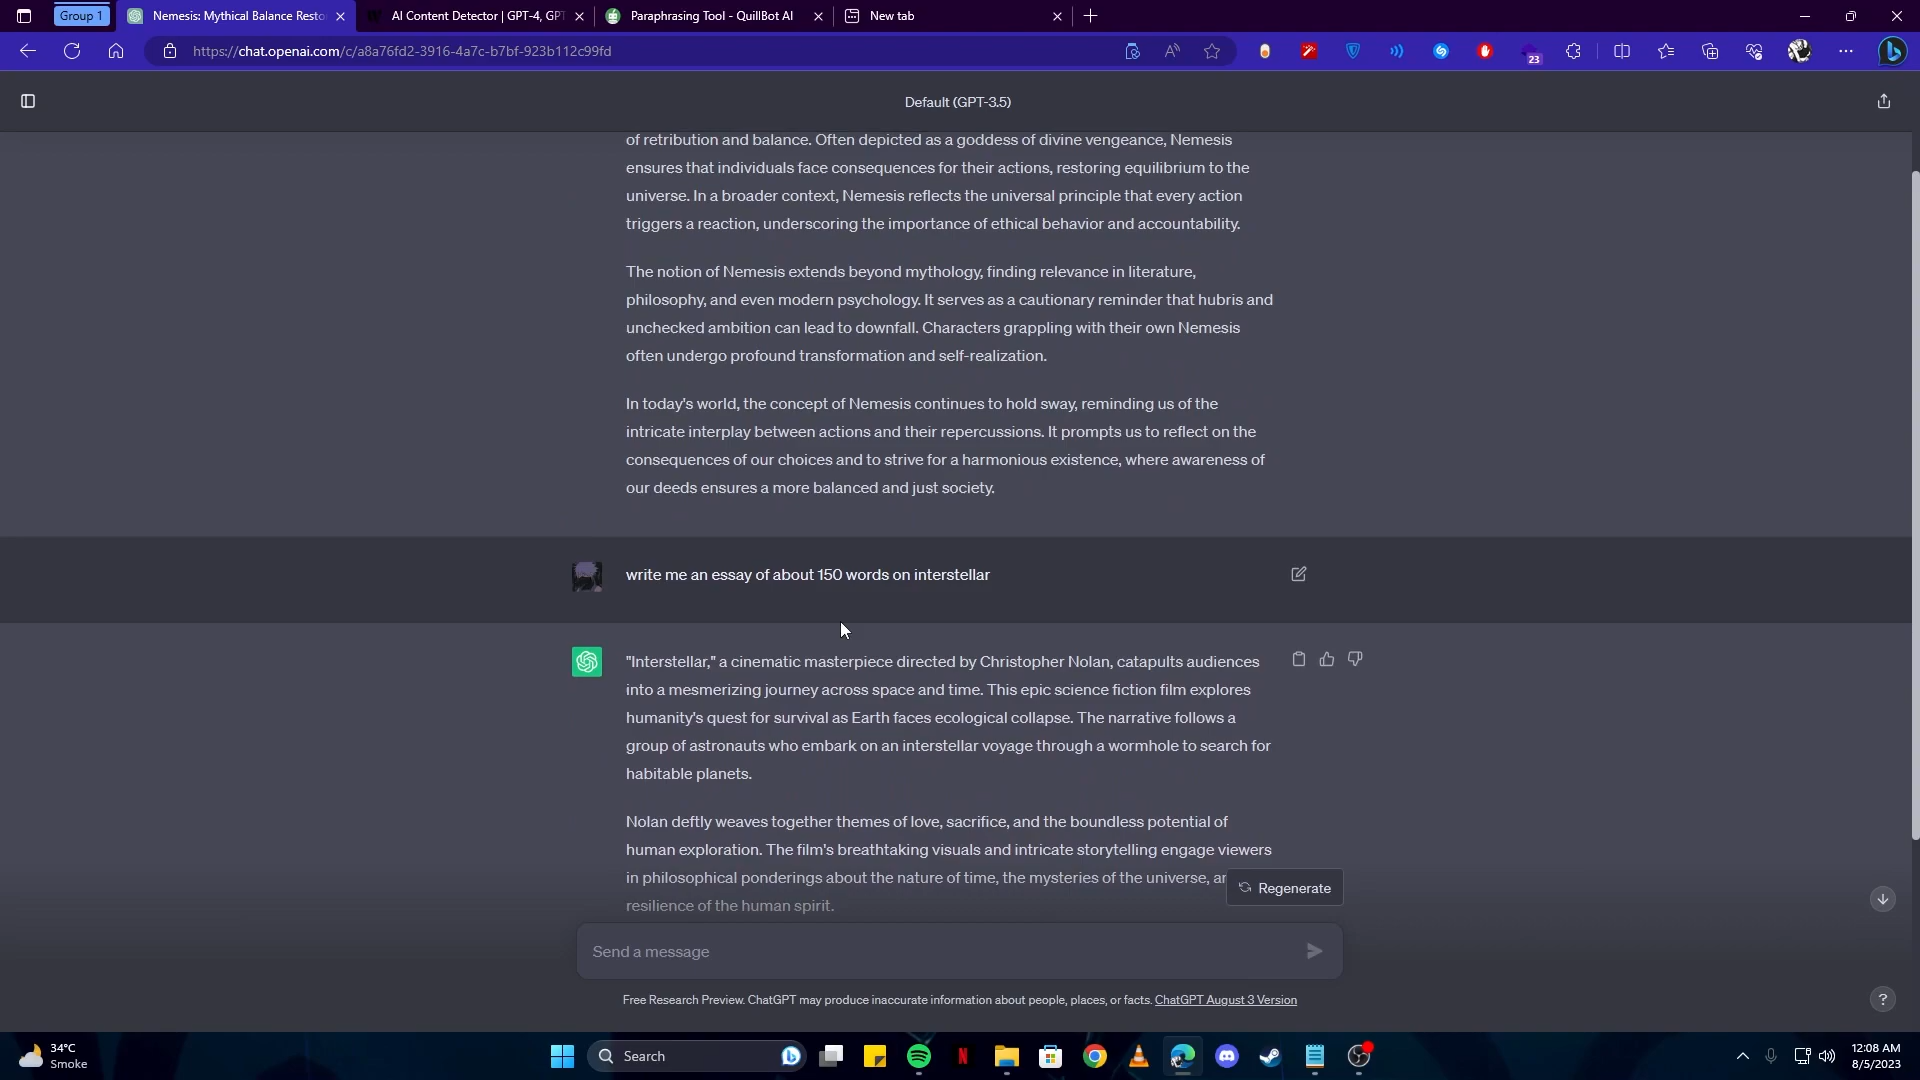 Group 1
Nemesis: Mythical Balance Resto
AI Content Detector | GPT-4, GPT
Paraphrasing Tool - QuillBot AI
New tab
https://chat.openai.com/c/a8a76fd2-3916-4a7c-b7bf-923b112c99fd
23
Default (GPT-3.5)
of retribution and balance. Often depicted as a goddess of divine vengeance, Nemesis
ensures that individuals face consequences for their actions, restoring equilibrium to the
universe. In a broader context, Nemesis reflects the universal principle that every action
triggers a reaction, underscoring the importance of ethical behavior and accountability.
The notion of Nemesis extends beyond mythology, finding relevance in literature,
philosophy, and even modern psychology. It serves as a cautionary reminder that hubris and
unchecked ambition can lead to downfall. Characters grappling with their own Nemesis
often undergo profound transformation and self-realization.
In today's world, the concept of Nemesis continues to hold sway, reminding us of the
intricate interplay between actions and their repercussions. It prompts us to reflect on the
consequences of our choices and to strive for a harmonious existence, where awareness of
our deeds ensures a more balanced and just society.
write me an essay of about 150 words on interstellar
"Interstellar," a cinematic masterpiece directed by Christopher Nolan, catapults audiences
into a mesmerizing journey across space and time. This epic science fiction film explores
humanity's quest for survival as Earth faces ecological collapse. The narrative follows a
group of astronauts who embark on an interstellar voyage through a wormhole to search for
habitable planets.
Nolan deftly weaves together themes of love, sacrifice, and the boundless potential of
human exploration. The film's breathtaking visuals and intricate storytelling engage viewers
in philosophical ponderings about the nature of time, the mysteries of the universe,
Regenerate
resilience of the human spirit.
Send a message
Free Research Preview. ChatGPT may produce inaccurate information about people, places, or facts. ChatGPT August 3 Version
?
34°C
Smoke
Search
12:08 AM
8/5/2023